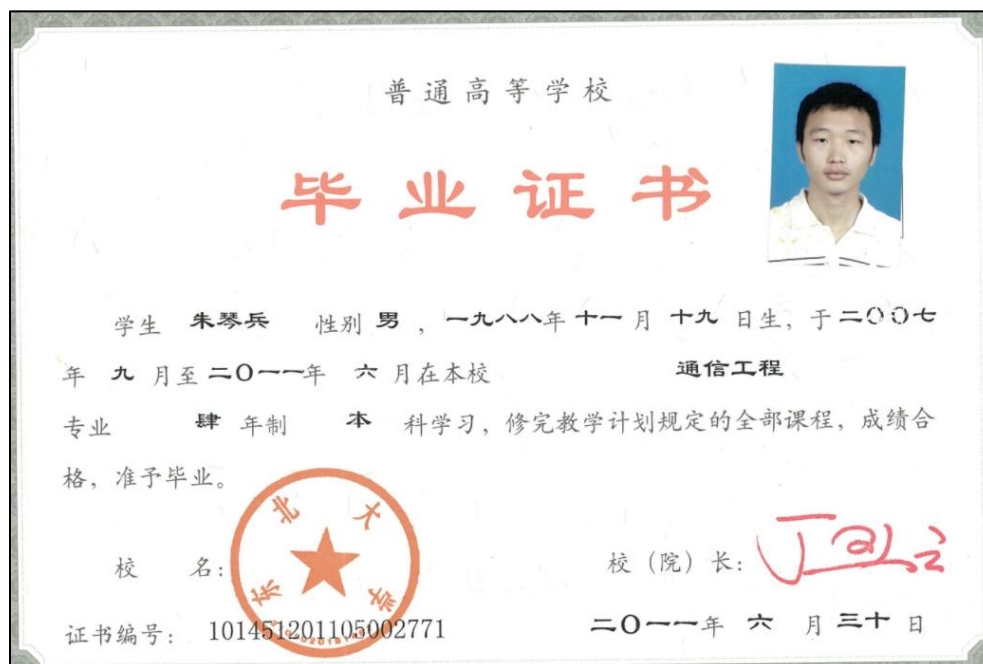 普通高等学校
毕业证书
学生 朱琴兵 性别 男 ，一九八八年 十一 月 十九 日生，于 二〇〇七
年 九 月至 二〇一一年 六 月在本校 通信工程
专业 肆 年制 本 科学习，修完教学计划规定的全部课程，成绩合
格，准予毕业。
东北大学
校 名：
校（院）长：
证书编号： 101451201105002771
二〇一一年 六 月 三十 日